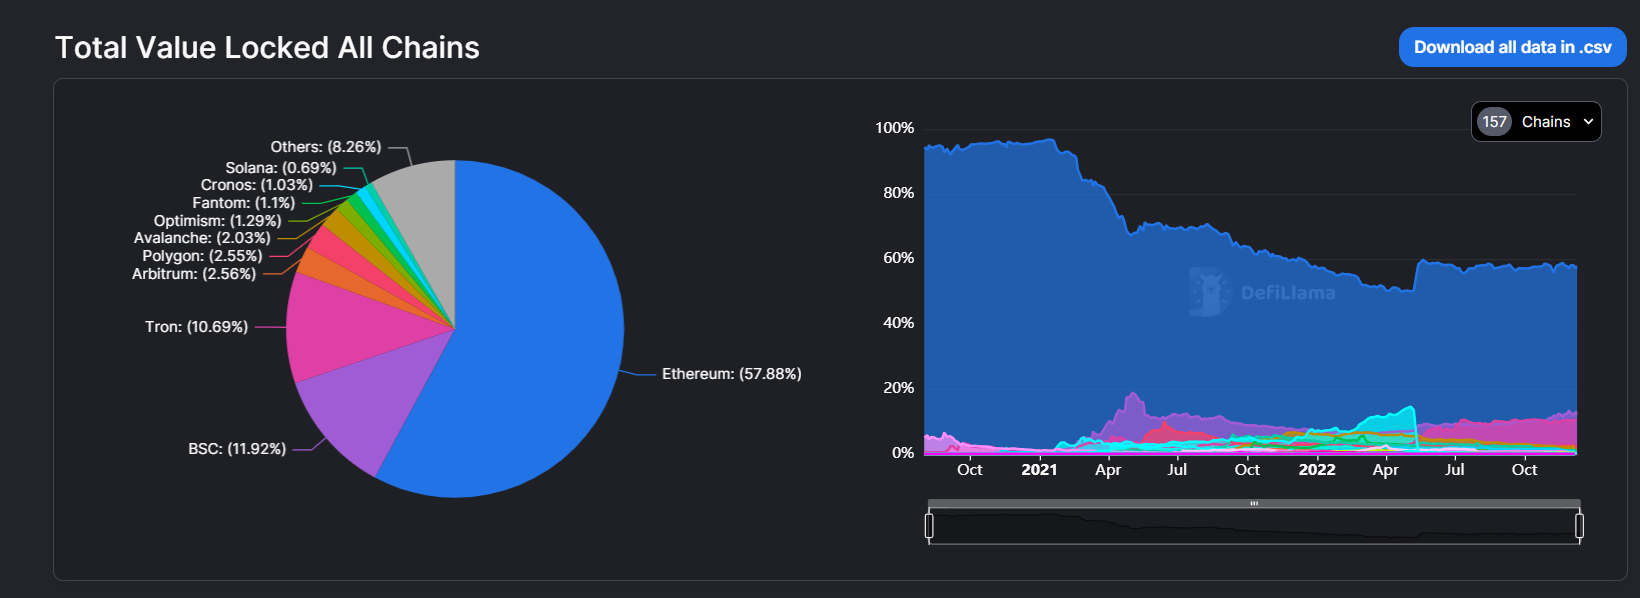 Total Value Locked All Chains
Download all data in .csv
Others: (8.26%)
Solana: (0.69%)
Cronos: (1.03%)
Fantom: (1.1%)
Optimism: (1.29%)
Avalanche: (2.03%)
Polygon: (2.55%)
Arbitrum: (2.56%)
Tron: (10.69%)
BSC: (11.92%)
Ethereum: (57.88%)
157 Chains
100%
80%
60%
40%
20%
0%
DefiLlama
Oct 2021 Apr Jul Oct 2022 Apr Jul Oct